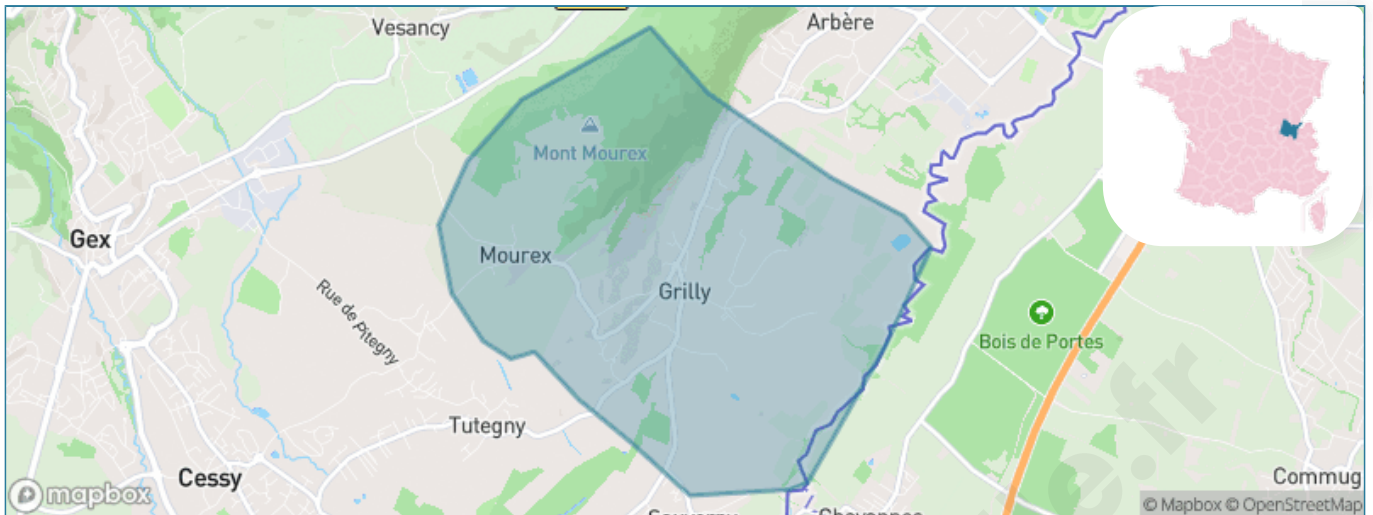 Vesancy
Arbère
Mont Mourex
Gex
Mourex
Grilly
Rue de Pitegny
Bois de Portes
Tutegny
Cessy
Commug
mapbox
© Mapbox © OpenStreetMap
e.fr